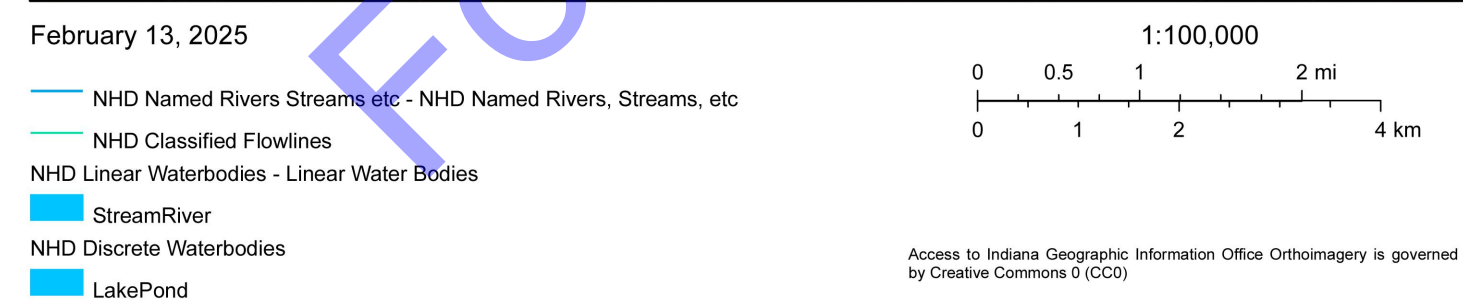 February 13, 2025
NHD Named Rivers Streams etc - NHD Named Rivers, Streams, etc
NHD Classified Flowlines
NHD Linear Waterbodies - Linear Water Bodies
StreamRiver
NHD Discrete Waterbodies
LakePond
1:100,000
0 0.5 1 2 mi
0 1 2 4 km
Access to Indiana Geographic Information Office Orthoimagery is governed
by Creative Commons 0 (CC0)